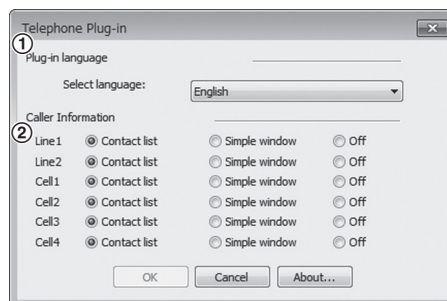 Telephone Plug-in
1
Plug-in language
Select language: English
Caller Information
2
Line1 Contact list Simple window Off
Line2 Contact list Simple window Off
Cell1 Contact list Simple window Off
Cell2 Contact list Simple window Off
Cell3 Contact list Simple window Off
Cell4 Contact list Simple window Off
OK Cancel About...